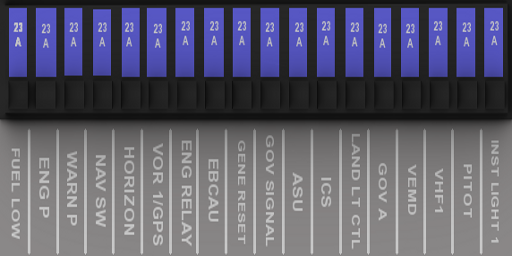 23 A 23 A 23 A 23 A 23 A 23 A 23 A 23 A 23 A 23 A 23 A 23 A 23 A 23 A 23 A 23 A 23 A 23 A
FUEL LOW
ENG P
WARN P
NAV SW
HORIZON
VOR 1/GPS
ENG RELAY
EBCAU
GENE RESET
GOV SIGNAL
ASU
ICS
LAND LT CTL
GOV A
VEMD
VHF1
PITOT
INST LIGHT 1